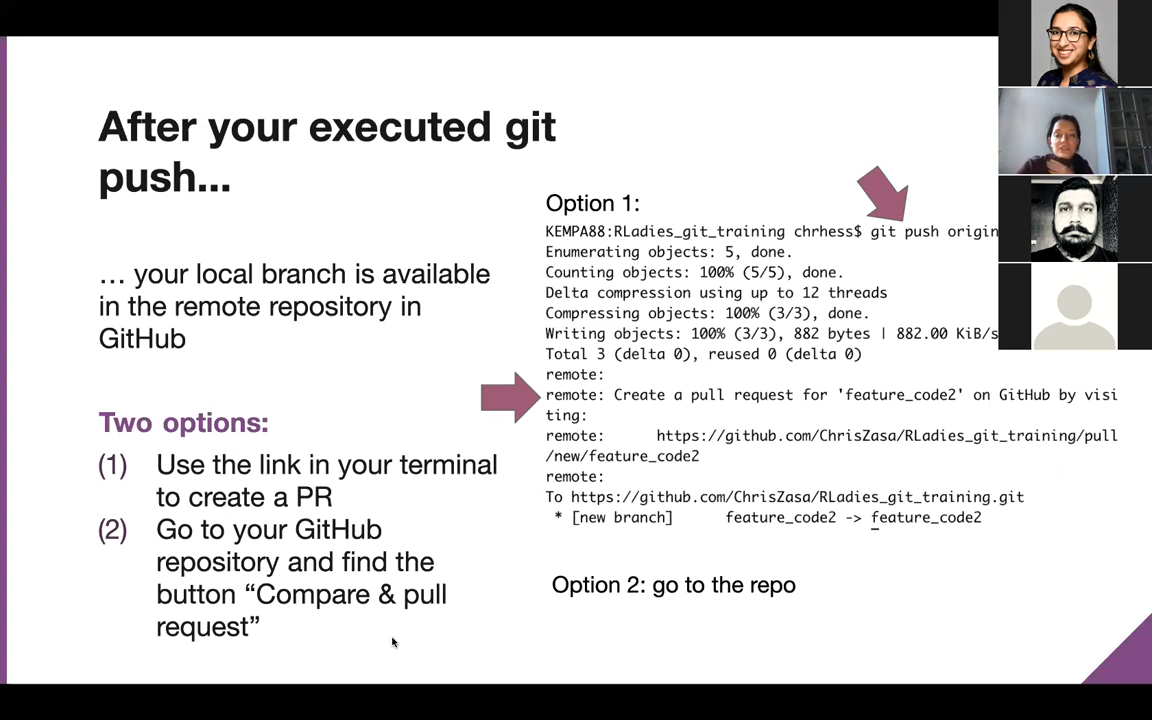 After your executed git
push...
... your local branch is available
in the remote repository in
GitHub
Two options:
(1) Use the link in your terminal
to create a PR
(2) Go to your GitHub
repository and find the
button “Compare & pull
request”
Option 1:
KEMPA88:RLadies_git_training chrhess$ git push origin
Enumerating objects: 5, done.
Counting objects: 100% (5/5), done.
Delta compression using up to 12 threads
Compressing objects: 100% (3/3), done.
Writing objects: 100% (3/3), 882 bytes | 882.00 KiB/s
Total 3 (delta 0), reused 0 (delta 0)
remote:
remote: Create a pull request for 'feature_code2' on GitHub by visi
ting:
remote:      https://github.com/ChrisZasa/RLadies_git_training/pull
/new/feature_code2
remote:
To https://github.com/ChrisZasa/RLadies_git_training.git
 * [new branch]      feature_code2 -> feature_code2
Option 2: go to the repo